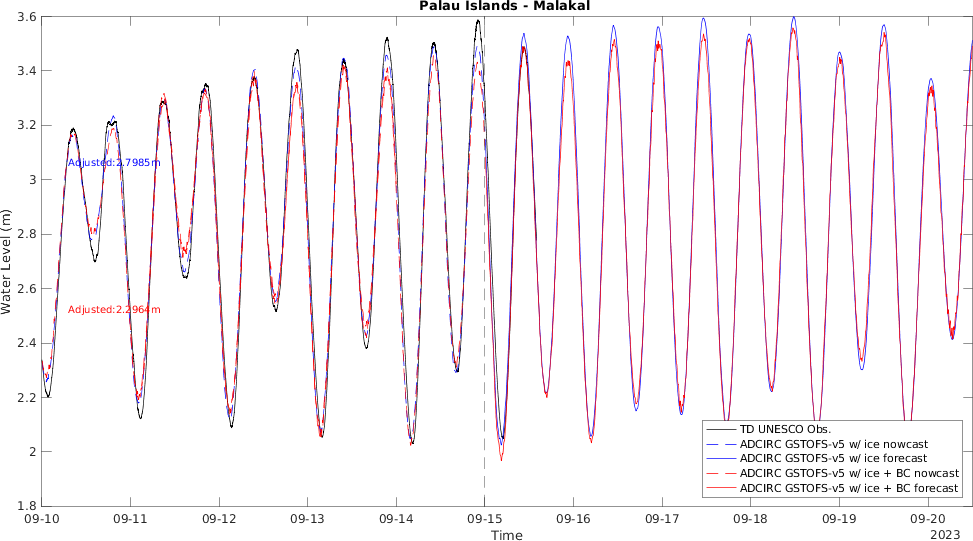 Palau Islands - Malakal
3.6
3.4
3.2
3
2.8
2.6
2.4
2.2
2
1.8
Water Level (m)
Adjusted:2.7985m
Adjusted:2.2964m
TD UNESCO Obs.
ADCIRC GSTOFS-v5 w/ ice nowcast
ADCIRC GSTOFS-v5 w/ ice forecast
ADCIRC GSTOFS-v5 w/ ice + BC nowcast
ADCIRC GSTOFS-v5 w/ ice + BC forecast
09-10 09-11 09-12 09-13 09-14 09-15 09-16 09-17 09-18 09-19 09-20
Time
2023